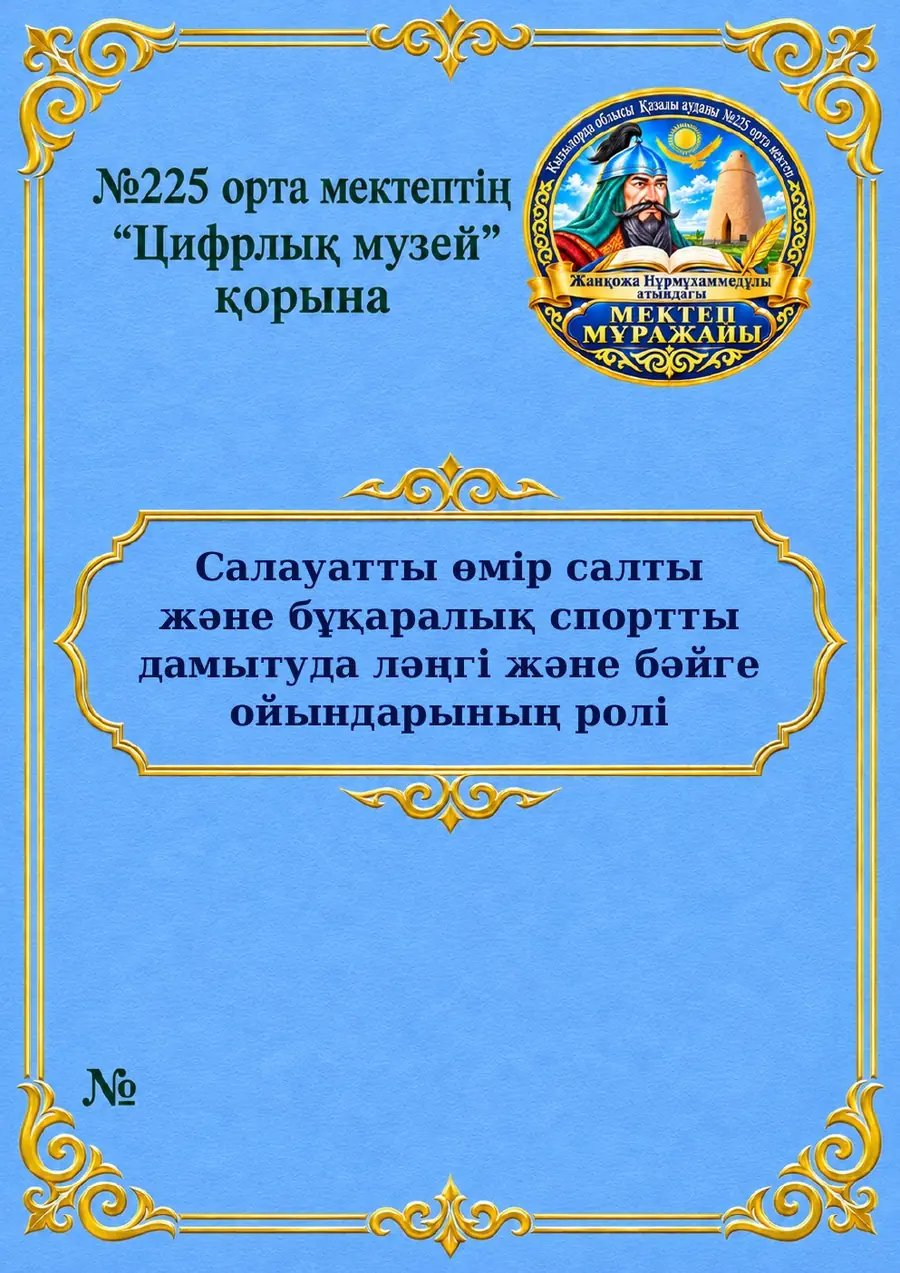 №225 орта мектептің
“Цифрлық музей”
қорына
Қызылорда облысы Қазалы ауданы №225 орта мектеп
Жанқожа Нұрмұхаммедұлы
атындағы
МЕКТЕП
МҰРАЖАЙЫ
Салауатты өмір салты
және бұқаралық спортты
дамытуда ләңгі және бәйге
ойындарының ролі
№